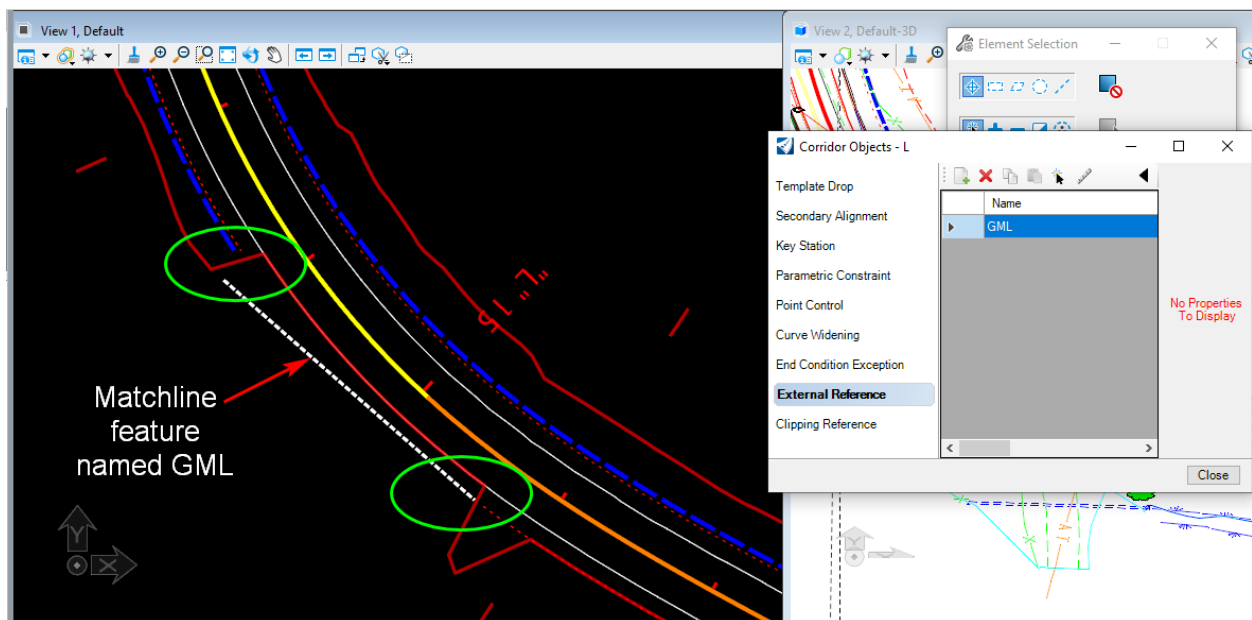 View 1, Default
View 2, Default-3D
Element Selection
Corridor Objects - L
Template Drop
Secondary Alignment
Key Station
Parametric Constraint
Point Control
Curve Widening
End Condition Exception
External Reference
Clipping Reference
Name
GML
No Properties
To Display
Close
"L" 15
Matchline
feature
named GML
Y
X
Y
A1